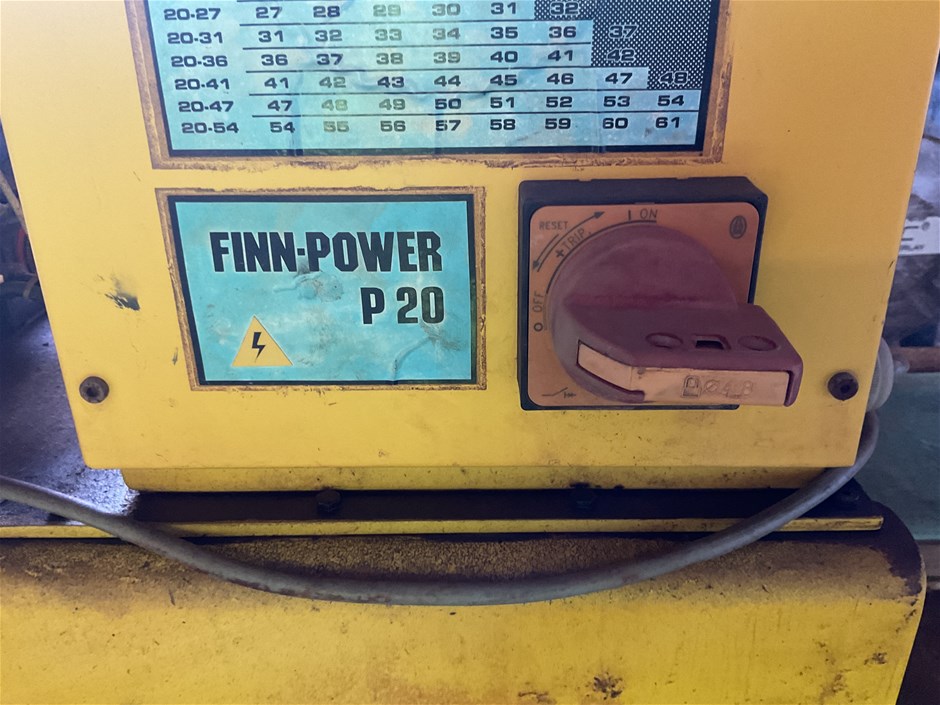 20-27 27 28 29 30 31 32
20-31 31 32 33 34 35 36 37
20-36 36 37 38 39 40 41 42
20-41 41 42 43 44 45 46 47 48
20-47 47 48 49 50 51 52 53 54
20-54 54 55 56 57 58 59 60 61
FINN-POWER
P 20
RESET
+TRIP
I ON
O OFF